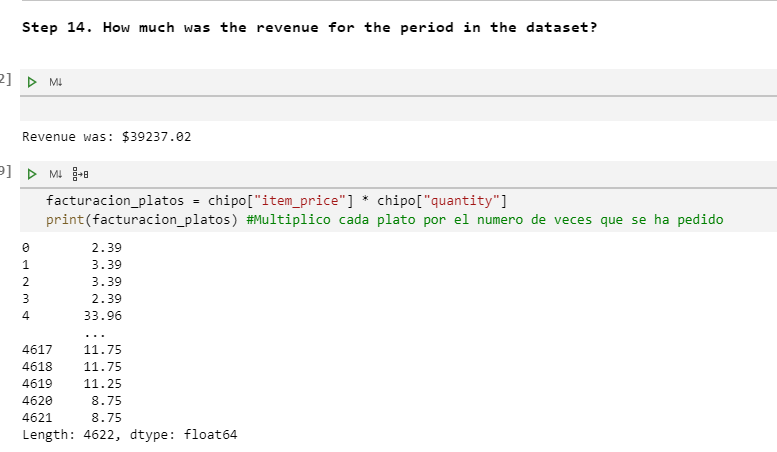 Step 14. How much was the revenue for the period in the dataset?
2] M↓
Revenue was: $39237.02
9] M↓
facturacion_platos = chipo["item_price"] * chipo["quantity"]
print(facturacion_platos) #Multiplico cada plato por el numero de veces que se ha pedido
0 2.39
1 3.39
2 3.39
3 2.39
4 33.96
...
4617 11.75
4618 11.75
4619 11.25
4620 8.75
4621 8.75
Length: 4622, dtype: float64